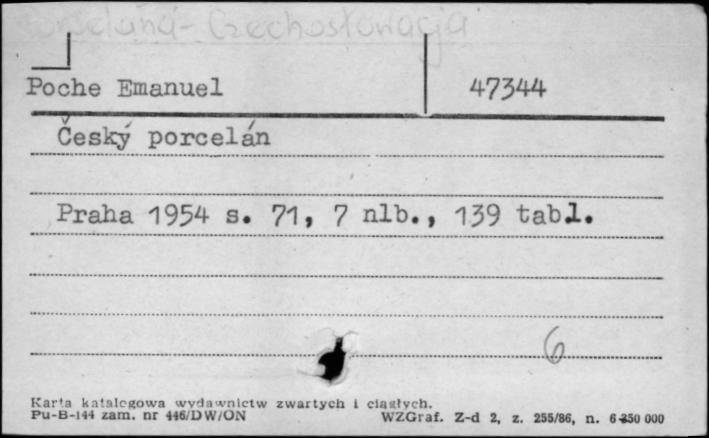 Porcelana - Czechosłowacja
Poche Emanuel 47344
Český porcelán
Praha 1954 s. 71, 7 nlb., 139 tabl.
6
Karta katalogowa wydawnictw zwartych i ciągłych.
Pu-B-144 zam. nr 446/DW/ON WZGraf. Z-d 2, z. 255/86, n. 6 350 000